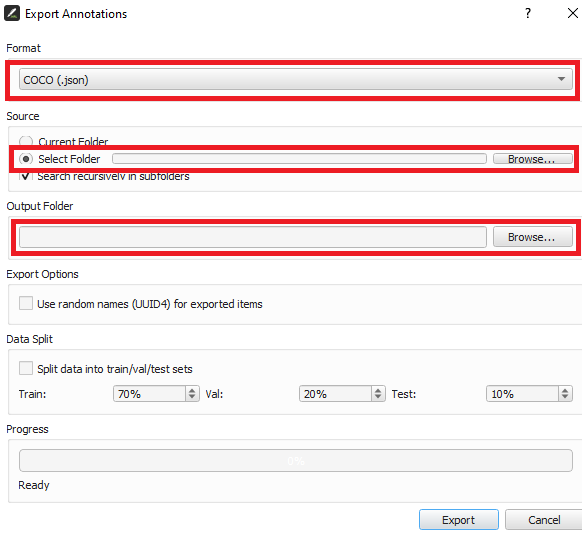 Export Annotations ? X
Format
COCO (.json)
Source
Current Folder
Select Folder Browse...
Search recursively in subfolders
Output Folder
Browse...
Export Options
Use random names (UUID4) for exported items
Data Split
Split data into train/val/test sets
Train: 70% Val: 20% Test: 10%
Progress
0%
Ready
Export Cancel